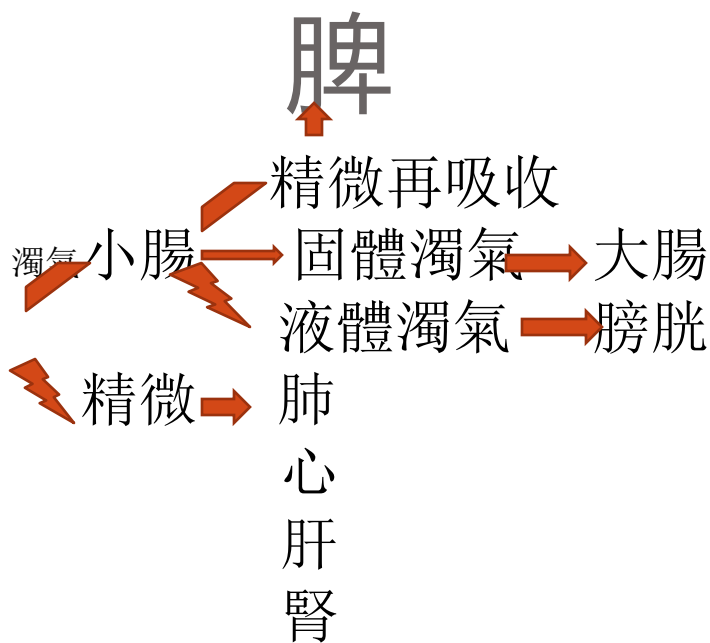 脾
精微再吸收
濁氣 小腸 固體濁氣 大腸
液體濁氣 膀胱
精微 肺
心
肝
腎